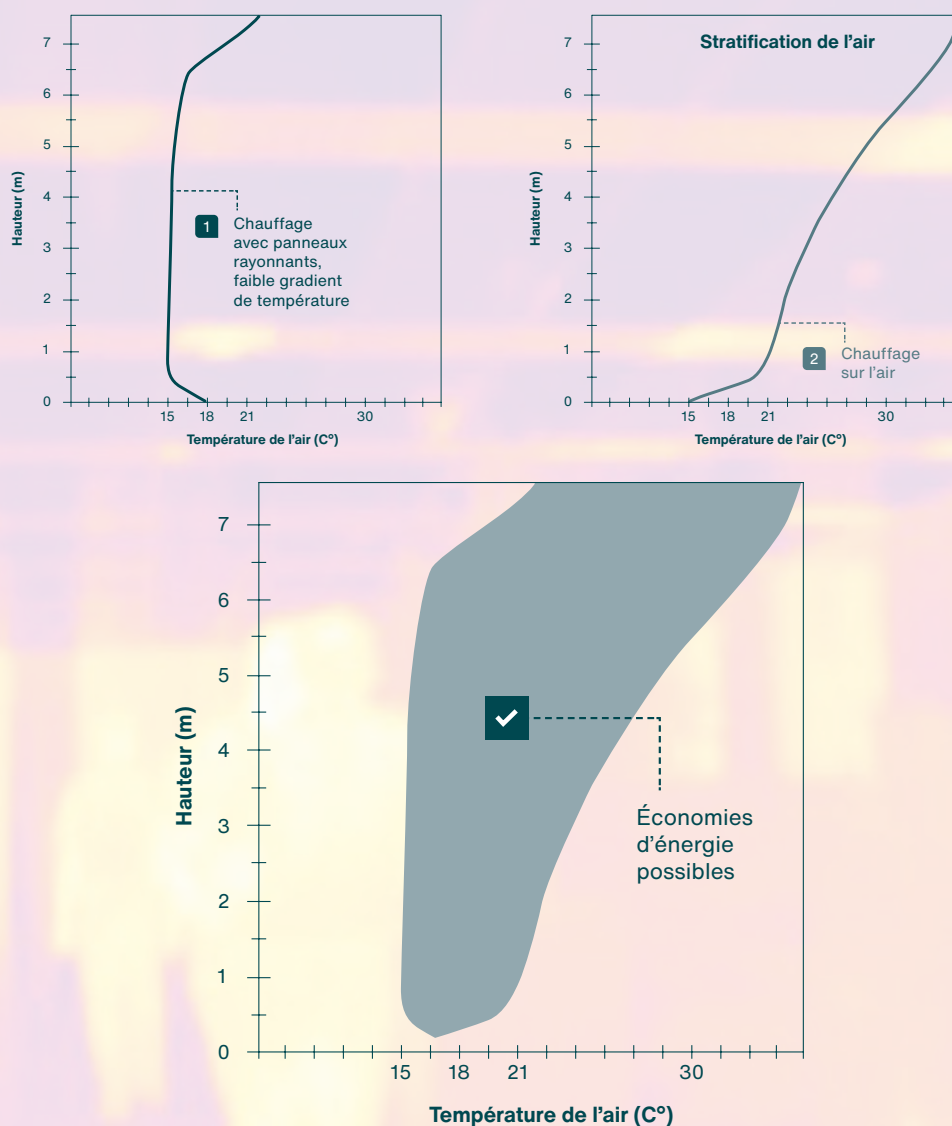 7
6
5
4
3
2
1
0
Hauteur (m)
1
Chauffage
avec panneaux
rayonnants,
faible gradient
de température
15 18 21 30
Température de l'air (C°)
Stratification de l'air
7
6
5
4
3
2
1
0
Hauteur (m)
2
Chauffage
sur l'air
15 18 21 30
Température de l'air (C°)
7
6
5
4
3
2
1
0
Hauteur (m)
Économies
d'énergie
possibles
15 18 21 30
Température de l'air (C°)